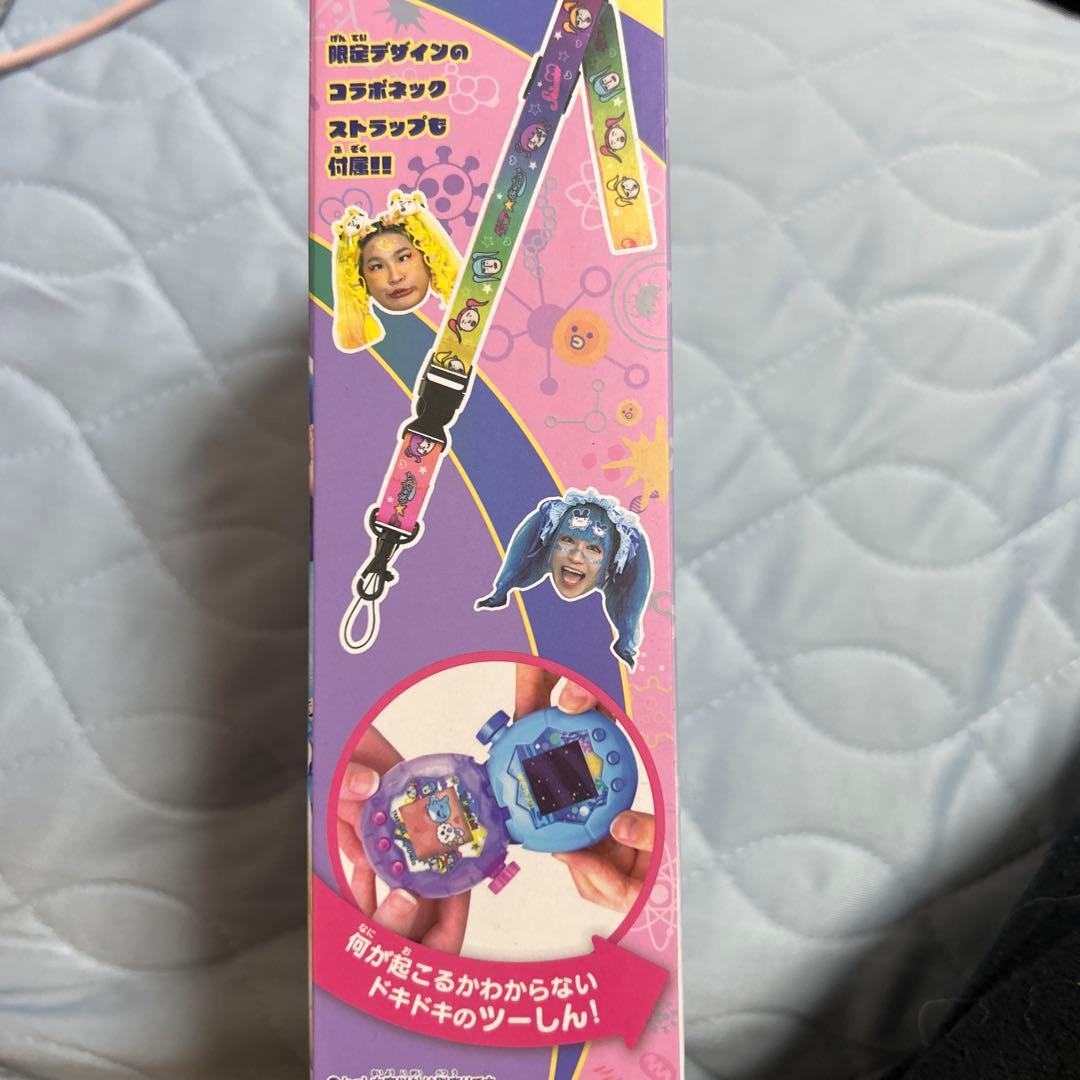 限定デザインの
コラボネック
ストラップも
付属!!
何が起こるかわからない
ドキドキのツーしん!